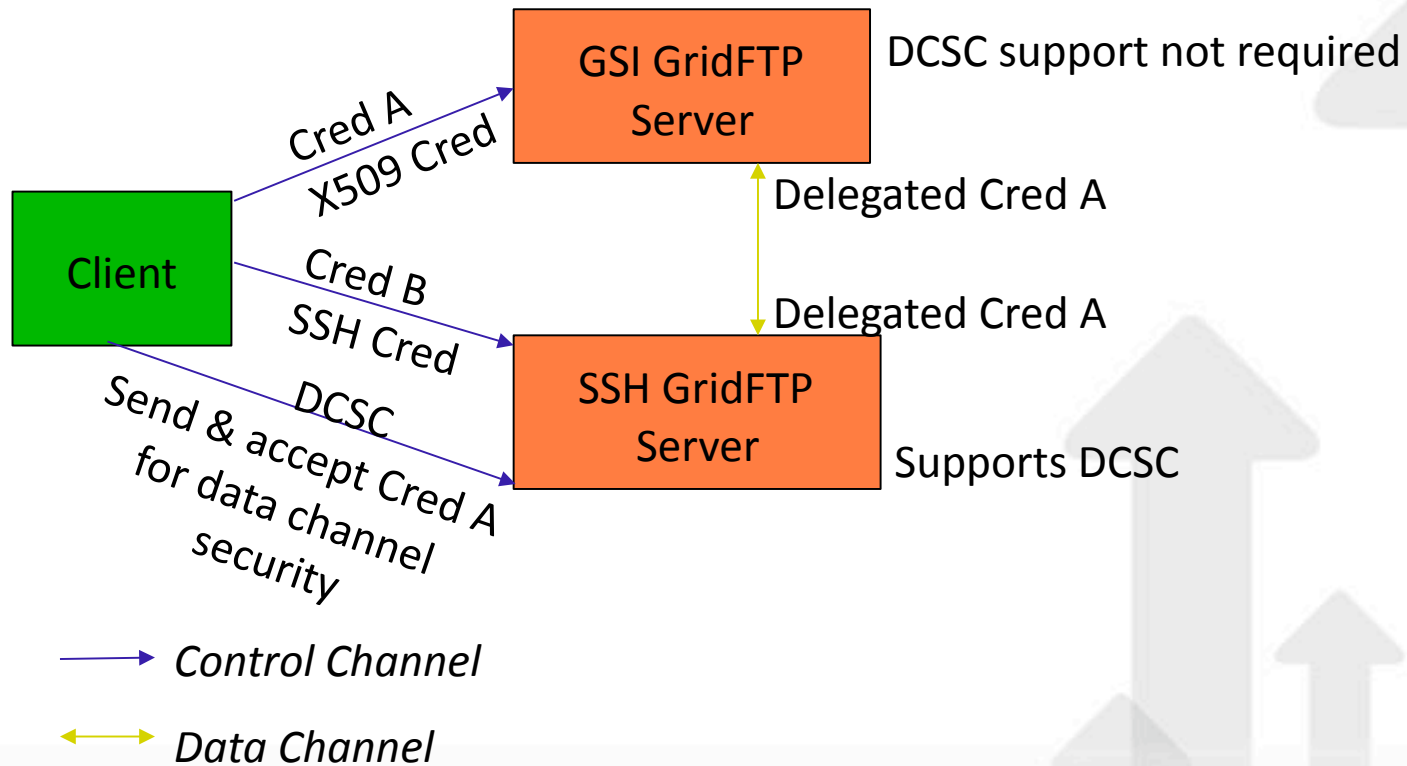 GSI GridFTP
Server
DCSC support not required
Cred A
X509 Cred
Delegated Cred A
Client
Cred B
SSH Cred
Delegated Cred A
SSH GridFTP
Server
Supports DCSC
DCSC
Send & accept Cred A
for data channel
security
Control Channel
Data Channel